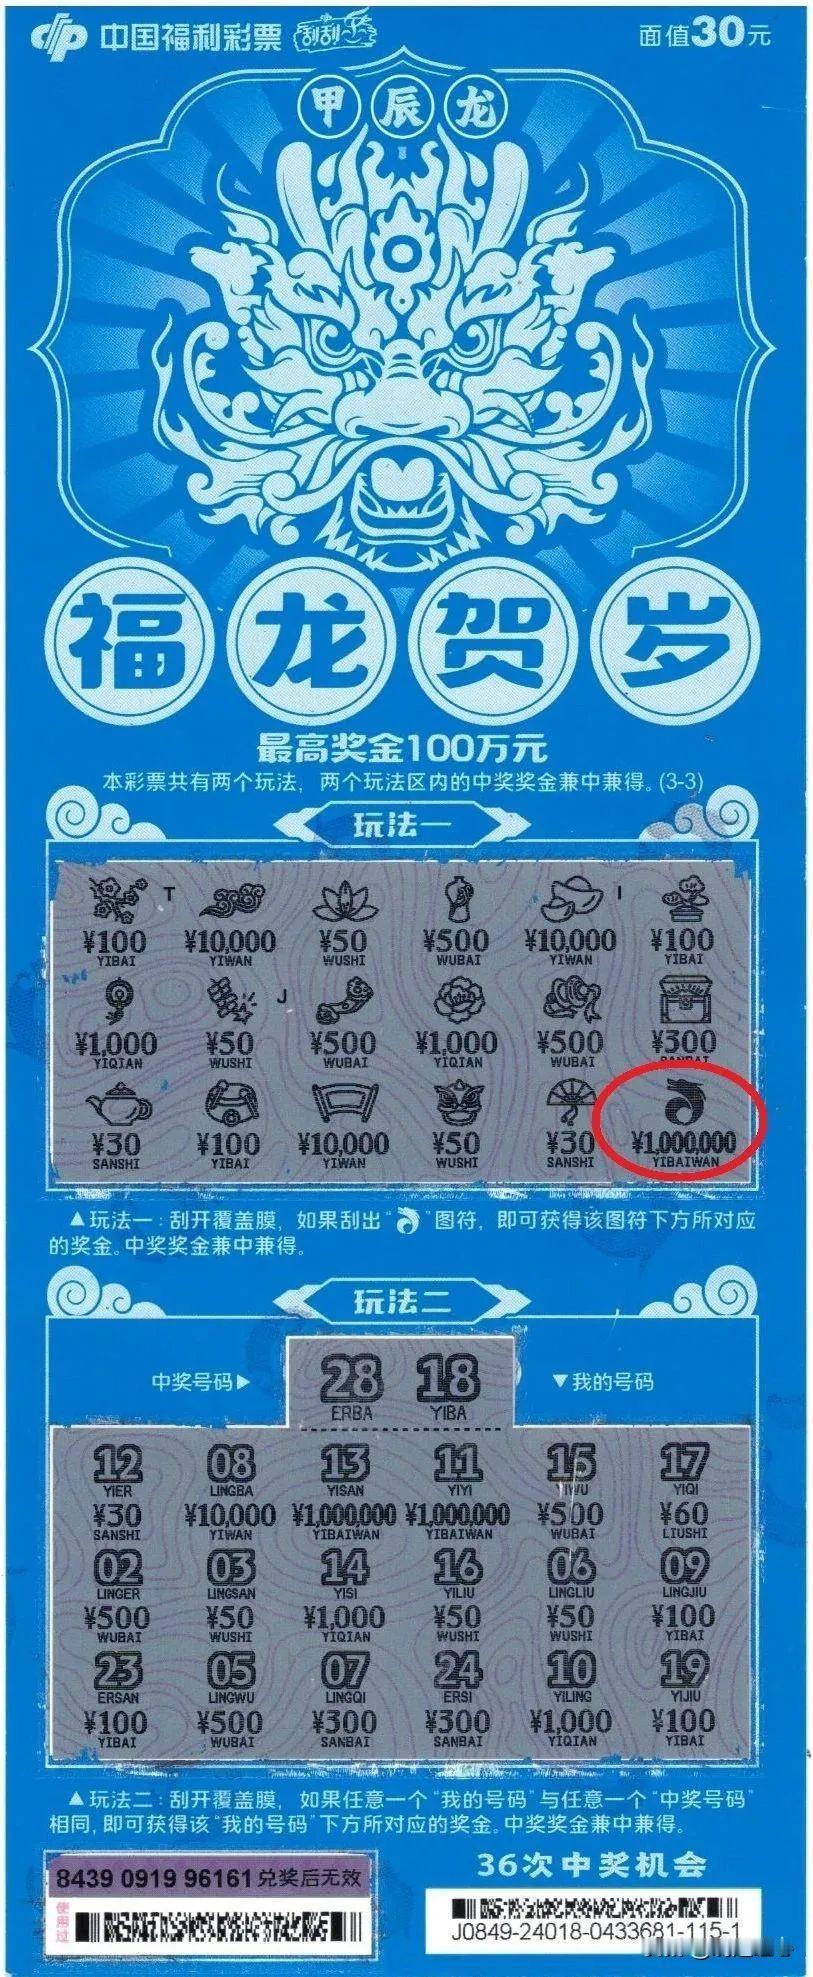 中国福利彩票 刮刮乐
面值30元
甲辰龙
福龙贺岁
最高奖金100万元
本彩票共有两个玩法，两个玩法区内的中奖奖金兼中兼得。(3-3)
玩法一
T I
¥100 ¥10,000 ¥50 ¥500 ¥10,000 ¥100
YIBAI YIWAN WUSHI WUBAI YIWAN YIBAI
J
¥1,000 ¥50 ¥500 ¥1,000 ¥500 ¥300
YIQIAN WUSHI WUBAI YIQIAN WUBAI SANBAI
¥30 ¥100 ¥10,000 ¥50 ¥30 ¥1,000,000
SANSHI YIBAI YIWAN WUSHI SANSHI YIBAIWAN
▲玩法一：刮开覆盖膜，如果刮出“ ”图符，即可获得该图符下方所对应
的奖金。中奖奖金兼中兼得。
玩法二
中奖号码▶ 28 18 ▼我的号码
ERBA YIBA
12 08 13 11 15 17
YIER LINGBA YISAN YIYI YIWU YIQI
¥30 ¥10,000 ¥1,000,000 ¥1,000,000 ¥500 ¥60
SANSHI YIWAN YIBAIWAN YIBAIWAN WUBAI LIUSHI
02 03 14 16 06 09
LINGER LINGSAN YISI YILIU LINGLIU LINGJIU
¥500 ¥50 ¥1,000 ¥50 ¥50 ¥100
WUBAI WUSHI YIQIAN WUSHI WUSHI YIBAI
23 05 07 24 10 19
ERSAN LINGWU LINGQI ERSI YILING YIJIU
¥100 ¥500 ¥300 ¥300 ¥1,000 ¥100
YIBAI WUBAI SANBAI SANBAI YIQIAN YIBAI
▲玩法二：刮开覆盖膜，如果任意一个“我的号码”与任意一个“中奖号码”
相同，即可获得该“我的号码”下方所对应的奖金。中奖奖金兼中兼得。
8439 0919 96161 兑奖后无效
使用过
36次中奖机会
J0849-24018-0433681-115-1